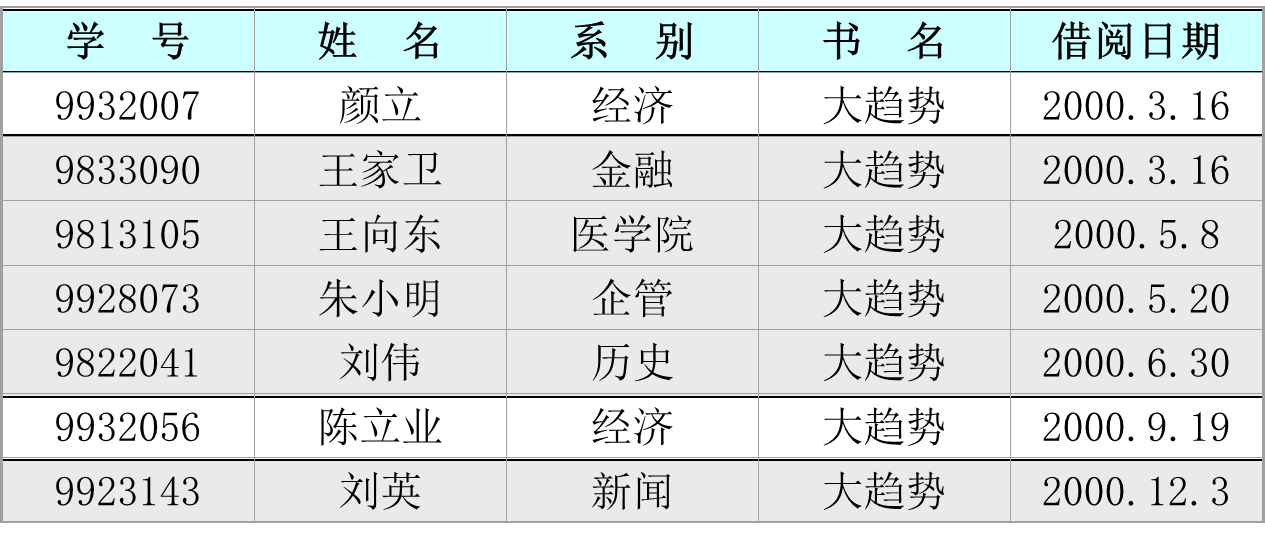 学 号 姓 名 系 别 书 名 借阅日期
9932007 颜立 经济 大趋势 2000.3.16
9833090 王家卫 金融 大趋势 2000.3.16
9813105 王向东 医学院 大趋势 2000.5.8
9928073 朱小明 企管 大趋势 2000.5.20
9822041 刘伟 历史 大趋势 2000.6.30
9932056 陈立业 经济 大趋势 2000.9.19
9923143 刘英 新闻 大趋势 2000.12.3